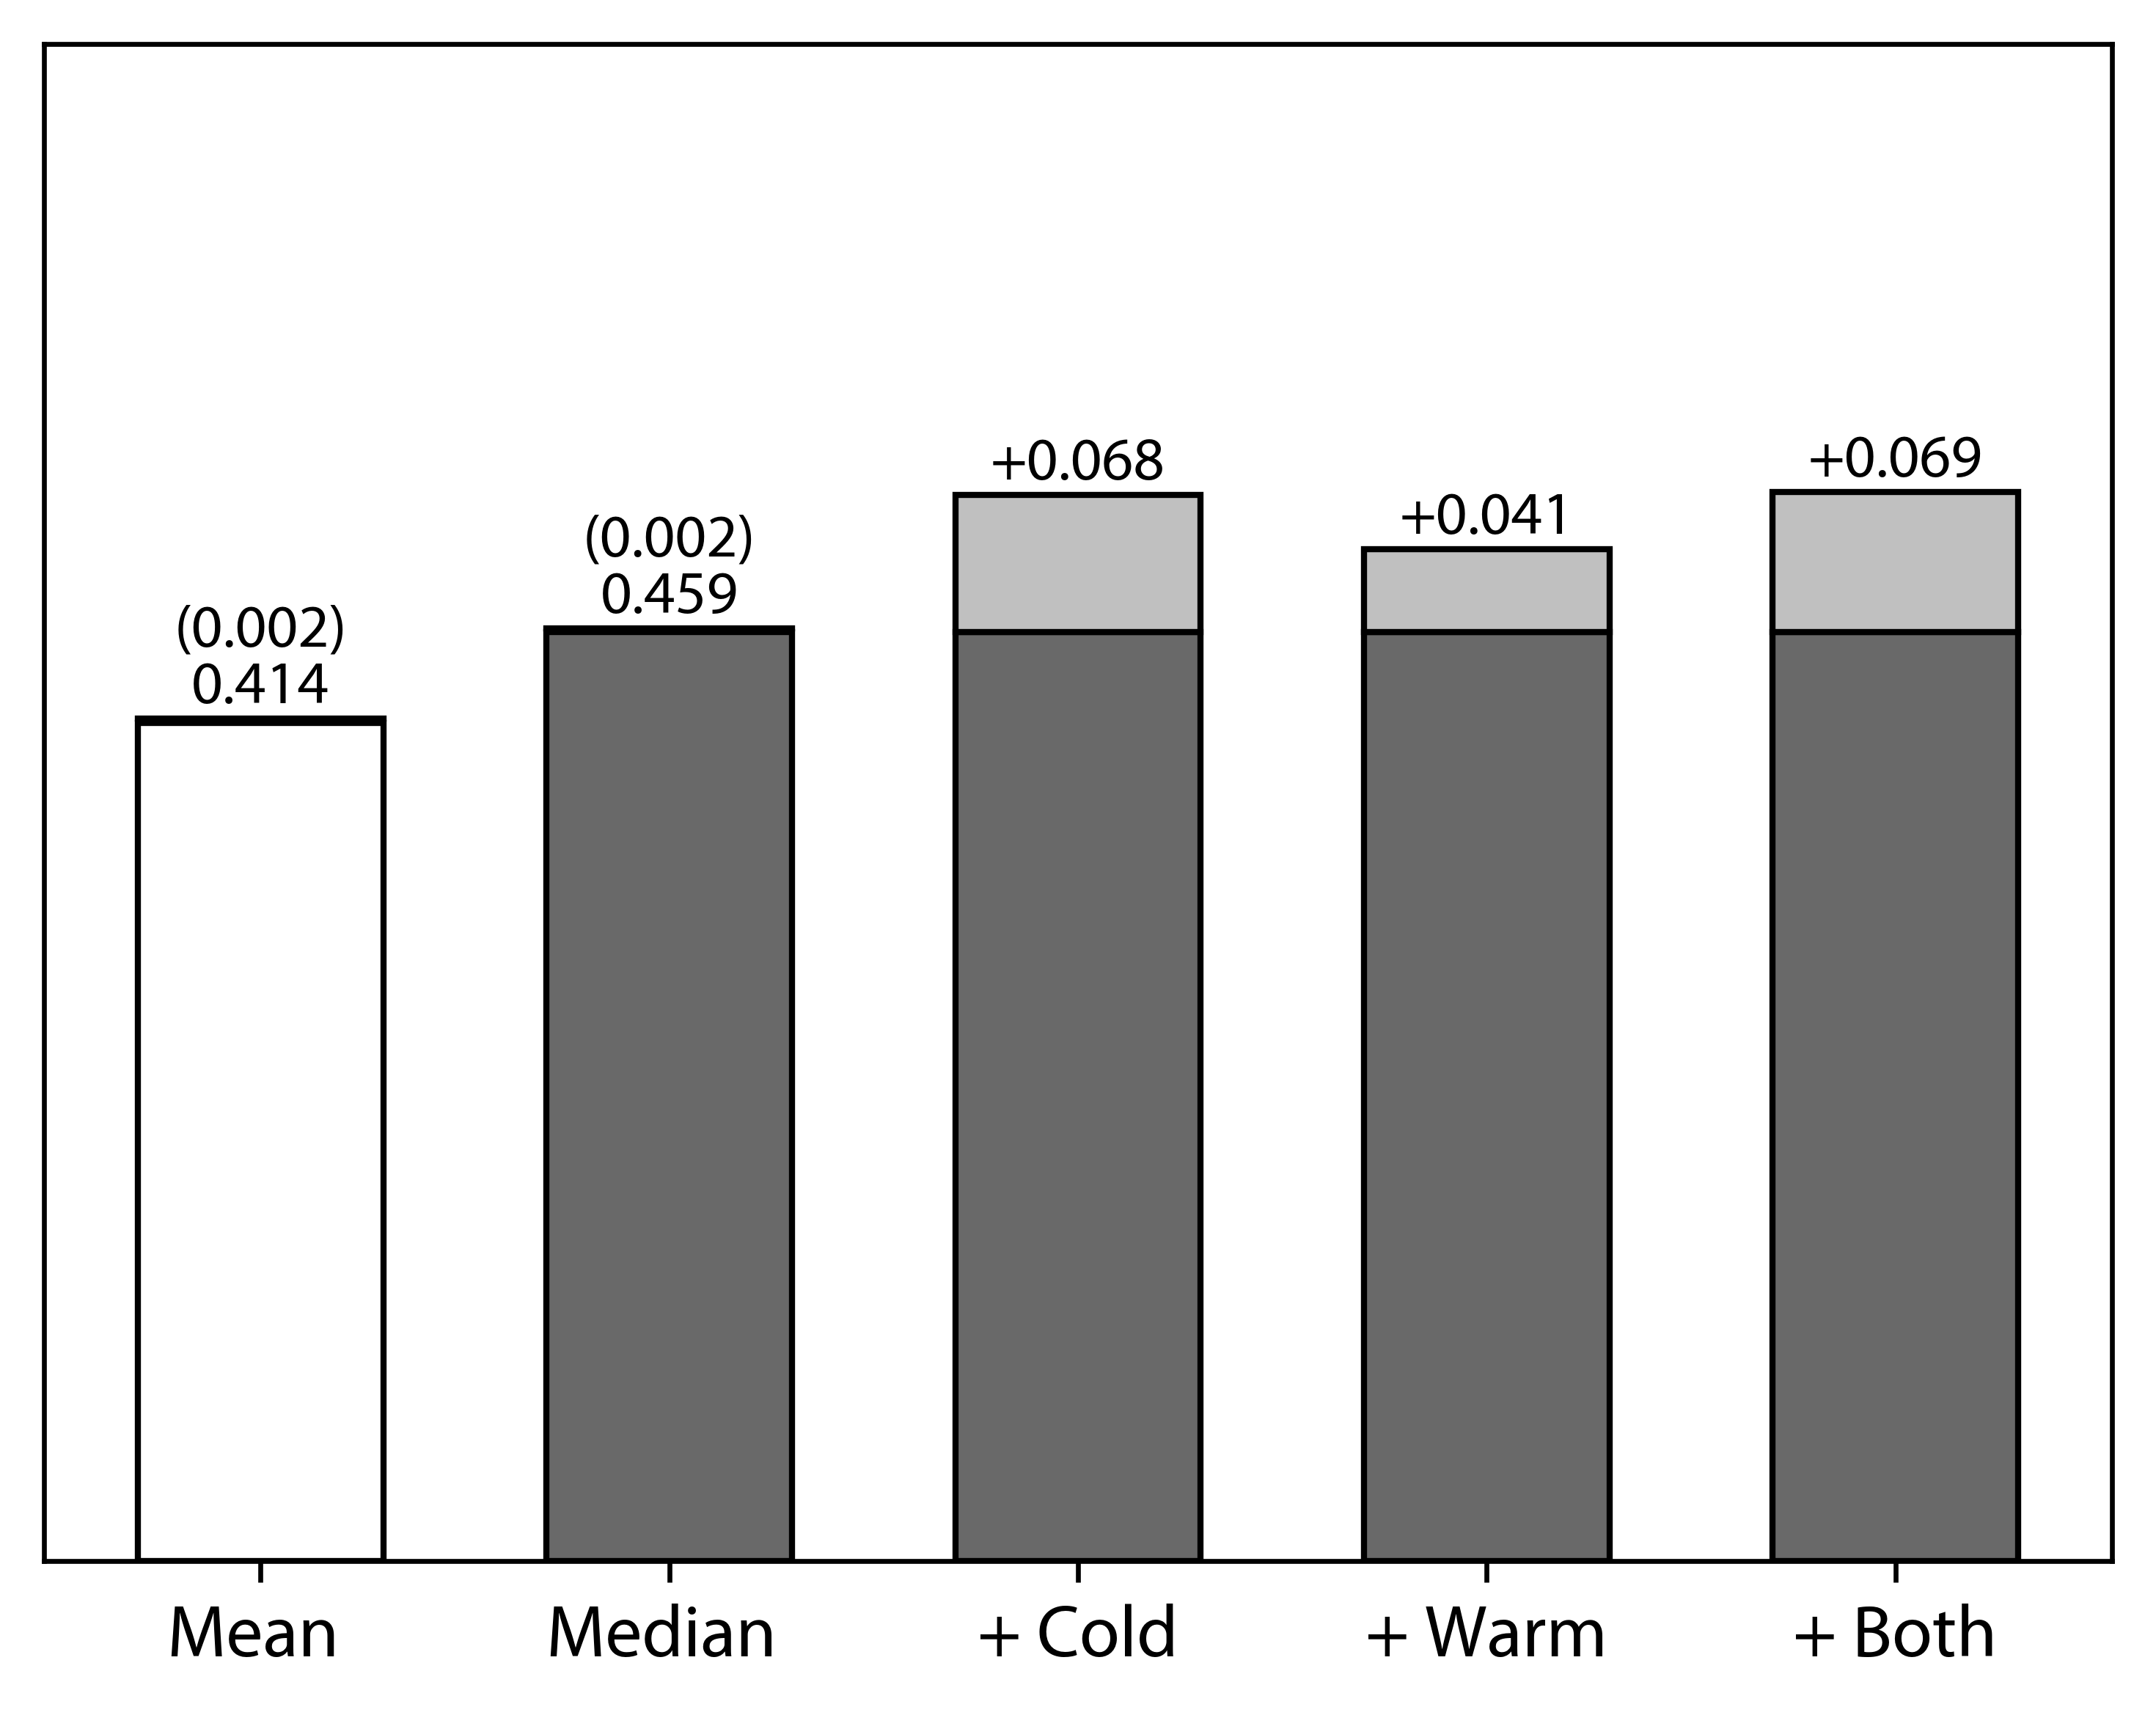 (0.002)
0.414
(0.002)
0.459
+0.068
+0.041
+0.069
Mean
Median
+ Cold
+ Warm
+ Both